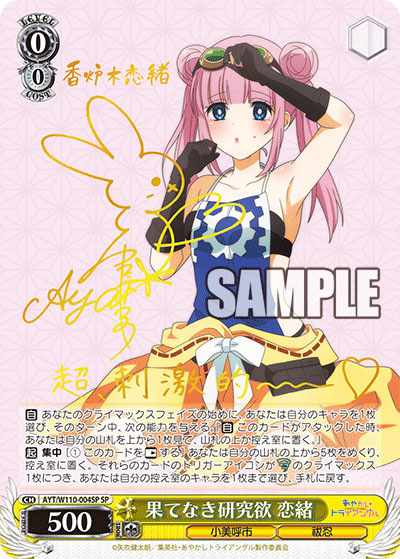 LEVEL
0
0
COST
香炉木恋緒
超、刺激的〜〜♡
SAMPLE
【自】 あなたのクライマックスフェイズの始めに、あなたは自分のキャラを1枚
選び、そのターン中、次の能力を与える。『【自】 このカードがアタックした時、
あなたは自分の山札を上から1枚見て、山札の上か控え室に置く。』
【起】 集中 [① このカードを【レスト】する] あなたは自分の山札の上から5枚をめくり、
控え室に置く。それらのカードのトリガーアイコンが
の
クライマックス1枚につき、あなたは自分の控え室のキャラを1枚まで選び、手札に戻す。
CH
AYT/W110-004SP SP
あやかし
トライアングル
500
果てなき研究欲 恋緒
小美呼市
祓忍
©矢吹健太朗／集英社・あやかしトライアングル製作委員会